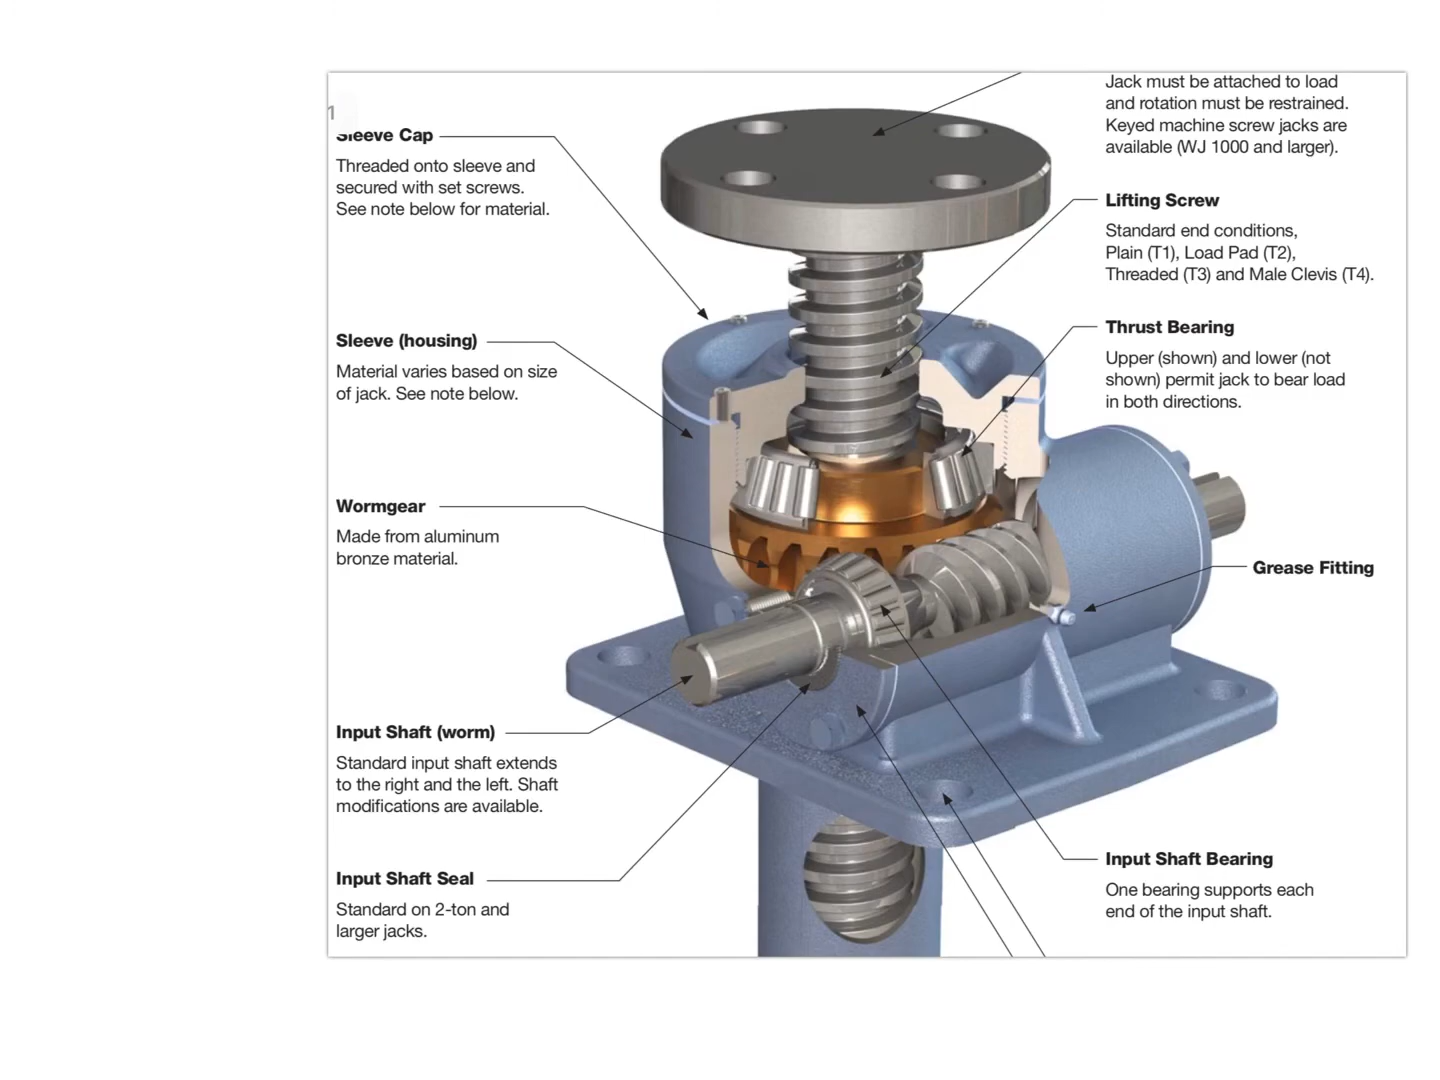 Jack must be attached to load
and rotation must be restrained.
Keyed machine screw jacks are
available (WJ 1000 and larger).
1
Sleeve Cap
Threaded onto sleeve and
secured with set screws.
See note below for material.
Lifting Screw
Standard end conditions,
Plain (T1), Load Pad (T2),
Threaded (T3) and Male Clevis (T4).
Sleeve (housing)
Material varies based on size
of jack. See note below.
Thrust Bearing
Upper (shown) and lower (not
shown) permit jack to bear load
in both directions.
Wormgear
Made from aluminum
bronze material.
Grease Fitting
Input Shaft (worm)
Standard input shaft extends
to the right and the left. Shaft
modifications are available.
Input Shaft Seal
Standard on 2-ton and
larger jacks.
Input Shaft Bearing
One bearing supports each
end of the input shaft.